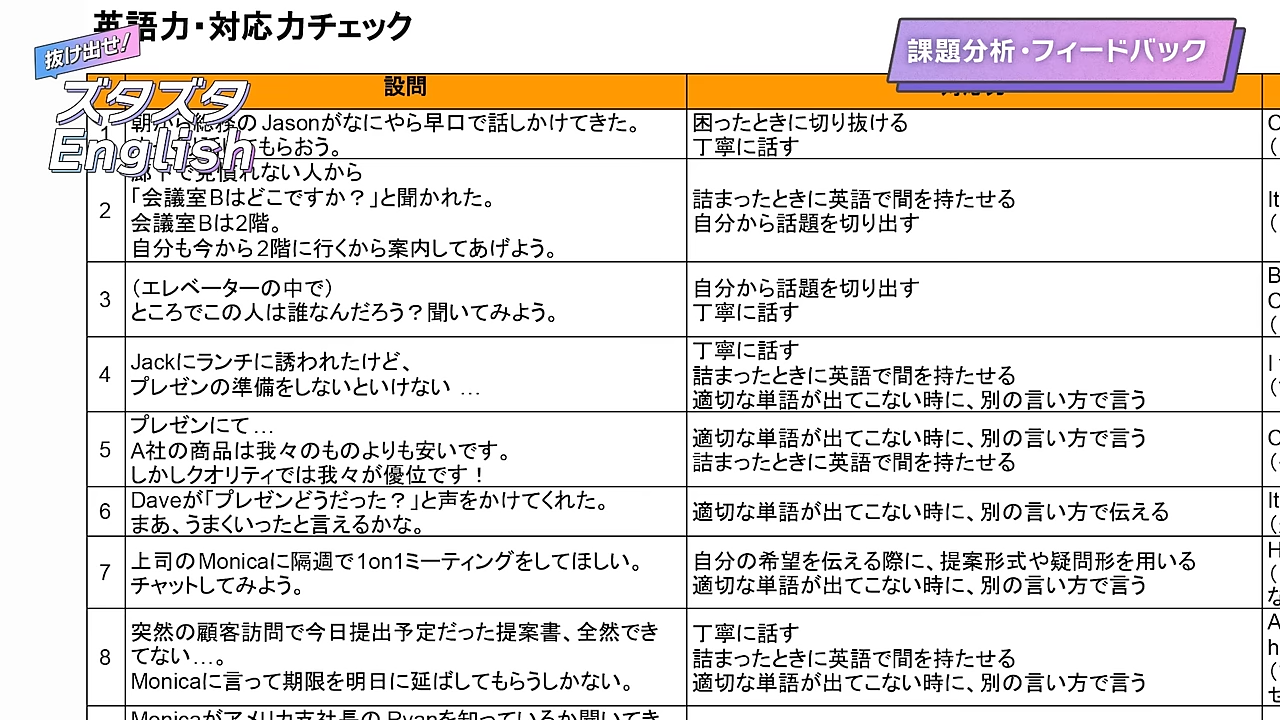 英語力・対応力チェック
抜け出せ!
ズタズタ
English
課題分析・フィードバック
設問
1
のJasonがなにやら早口で話しかけてきた。
もらおう。
困ったときに切り抜ける
丁寧に話す
2
見慣れない人から
「会議室Bはどこですか？」と聞かれた。
会議室Bは2階。
自分も今から2階に行くから案内してあげよう。
詰まったときに英語で間を持たせる
自分から話題を切り出す
3
（エレベーターの中で）
ところでこの人は誰なんだろう？聞いてみよう。
自分から話題を切り出す
丁寧に話す
4
Jackにランチに誘われたけど、
プレゼンの準備をしないといけない …
丁寧に話す
詰まったときに英語で間を持たせる
適切な単語が出てこない時に、別の言い方で言う
5
プレゼンにて…
A社の商品は我々のものよりも安いです。
しかしクオリティでは我々が優位です！
適切な単語が出てこない時に、別の言い方で言う
詰まったときに英語で間を持たせる
6
Daveが「プレゼンどうだった？」と声をかけてくれた。
まあ、うまくいったと言えるかな。
適切な単語が出てこない時に、別の言い方で伝える
It
7
上司のMonicaに隔週で1on1ミーティングをしてほしい。
チャットしてみよう。
自分の希望を伝える際に、提案形式や疑問形を用いる
適切な単語が出てこない時に、別の言い方で言う
8
突然の顧客訪問で今日提出予定だった提案書、全然でき
てない…。
Monicaに言って期限を明日に延ばしてもらうしかない。
丁寧に話す
詰まったときに英語で間を持たせる
適切な単語が出てこない時に、別の言い方で言う
Monicaがアメリカ支社長の Ryanを知っているか聞いてき